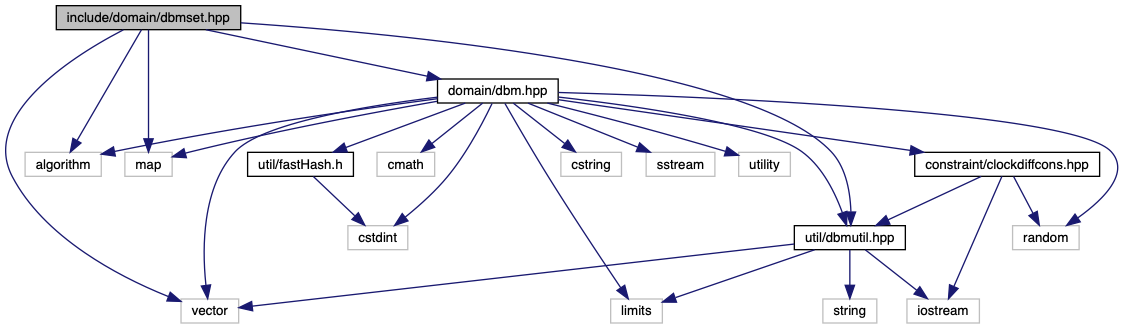 include/domain/dbmset.hpp
domain/dbm.hpp
algorithm
map
util/fastHash.h
cmath
cstring
sstream
utility
constraint/clockdiffcons.hpp
cstdint
util/dbmutil.hpp
random
vector
limits
string
iostream